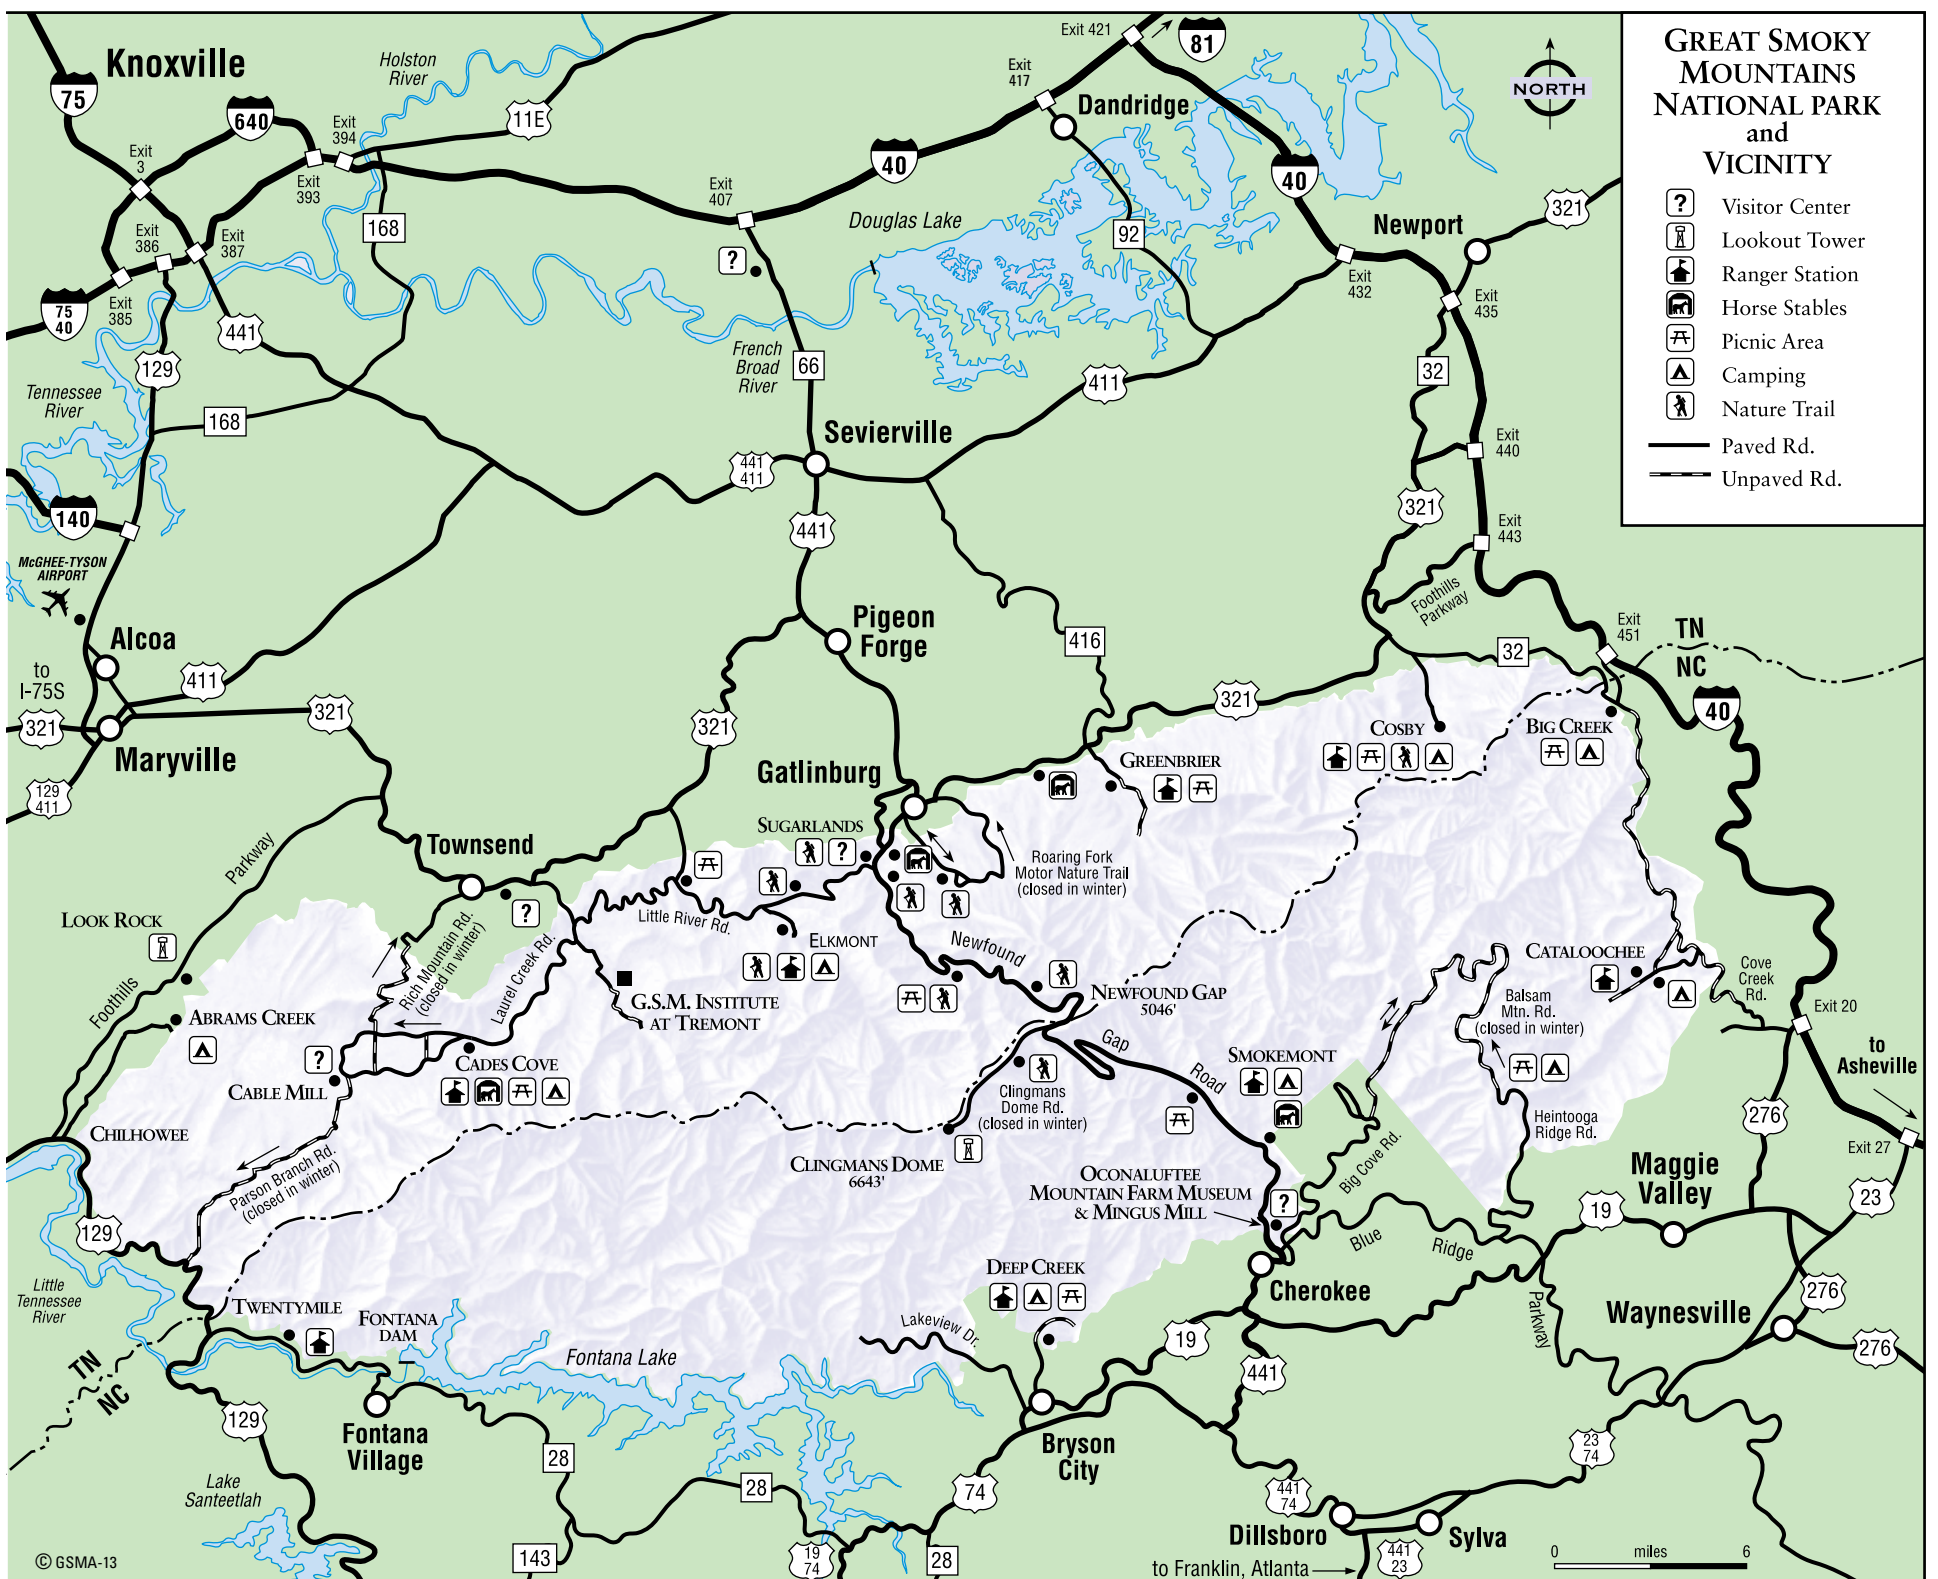 GREAT SMOKY
MOUNTAINS
NATIONAL PARK
and
VICINITY
? Visitor Center
Lookout Tower
Ranger Station
Horse Stables
Picnic Area
Camping
Nature Trail
Paved Rd.
Unpaved Rd.
NORTH
Knoxville
75
640
Exit
3
Exit
394
Exit
393
Exit
386
Exit
387
Exit
385
75
40
Holston
River
11E
168
441
129
Tennessee
River
168
140
McGHEE-TYSON
AIRPORT
Alcoa
to
I-75S
321
411
321
Maryville
129
411
Exit
407
?
40
Exit
417
Exit 421
81
Dandridge
Douglas Lake
92
40
Newport
321
Exit
432
Exit
435
French
Broad
River
66
411
32
Exit
440
Sevierville
441
411
441
321
Exit
443
Foothills
Parkway
Pigeon
Forge
416
Exit
451
TN
NC
32
321
321
40
Gatlinburg
GREENBRIER
COSBY
BIG CREEK
Townsend
?
SUGARLANDS
?
Roaring Fork
Motor Nature Trail
(closed in winter)
Foothills
Parkway
LOOK ROCK
Rich Mountain Rd.
(closed in winter)
Laurel Creek Rd.
Little River Rd.
ELKMONT
G.S.M. INSTITUTE
AT TREMONT
Newfound
Gap
Road
NEWFOUND GAP
5046'
CATALOOCHEE
Cove
Creek
Rd.
Balsam
Mtn. Rd.
(closed in winter)
Exit 20
to
Asheville
ABRAMS CREEK
?
CADES COVE
CABLE MILL
CHILHOWEE
Parson Branch Rd.
(closed in winter)
Clingmans
Dome Rd.
(closed in winter)
CLINGMANS DOME
6643'
SMOKEMONT
Big Cove Rd.
Heintooga
Ridge Rd.
276
Exit 27
23
OCONALUFTEE
MOUNTAIN FARM MUSEUM
& MINGUS MILL
?
Maggie
Valley
19
129
Blue
Ridge
Parkway
Little
Tennessee
River
TWENTYMILE
FONTANA
DAM
DEEP CREEK
Cherokee
Waynesville
276
276
TN
NC
Fontana Lake
Lakeview Dr.
19
441
129
Fontana
Village
Bryson
City
23
74
Lake
Santeetlah
28
28
74
441
74
Dillsboro
Sylva
© GSMA-13
143
19
74
28
to Franklin, Atlanta
441
23
0 miles 6